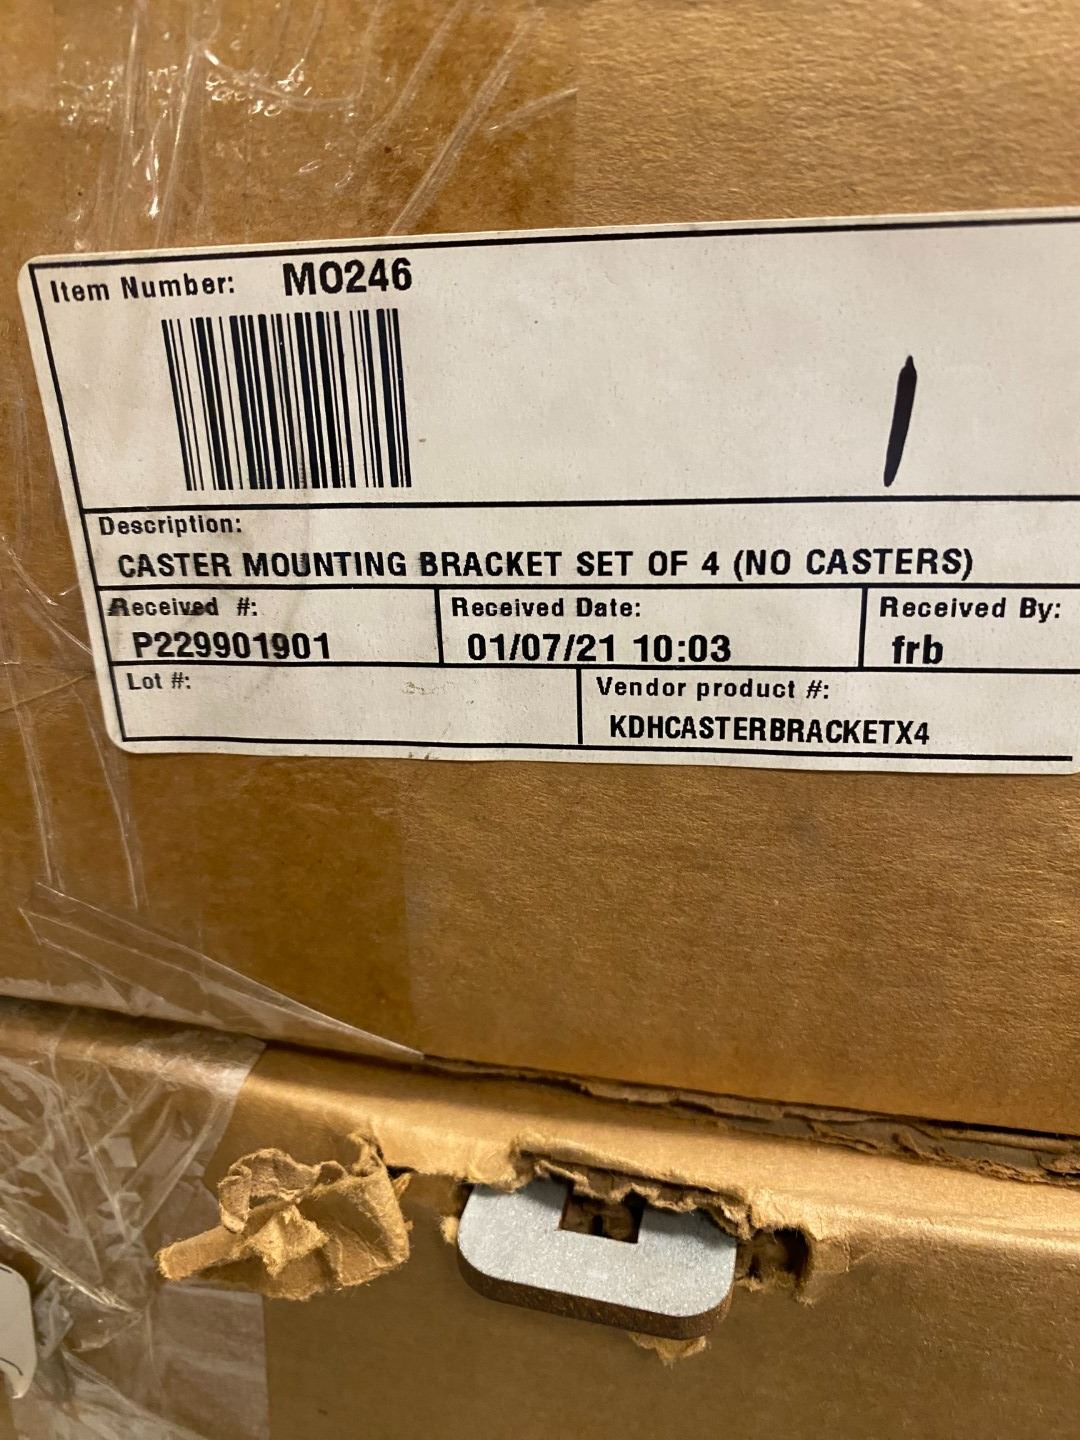 Item Number: MO246
1
Description:
CASTER MOUNTING BRACKET SET OF 4 (NO CASTERS)
Received #: Received Date: Received By:
P229901901 01/07/21 10:03 frb
Lot #: Vendor product #:
KDHCASTERBRACKETX4